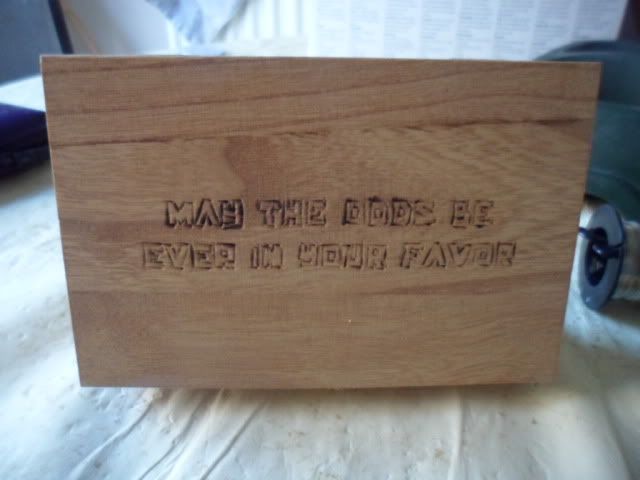 MAY THE ODDS BE
EVER IN YOUR FAVOR